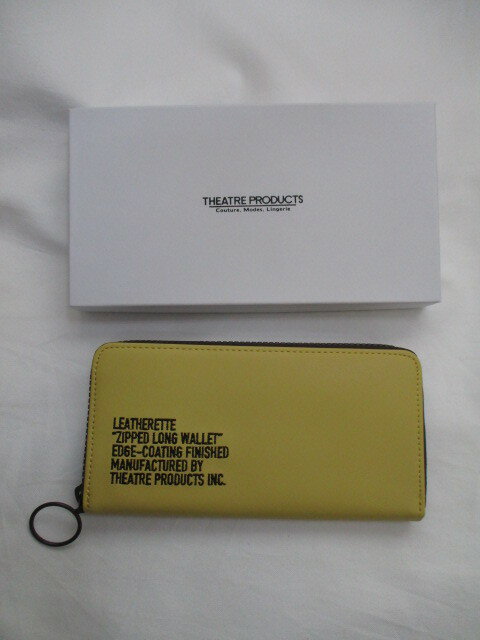 THEATRE PRODUCTS
Couture, Modes, Lingerie
LEATHERETTE
"ZIPPED LONG WALLET"
EDGE-COATING FINISHED
MANUFACTURED BY
THEATRE PRODUCTS INC.